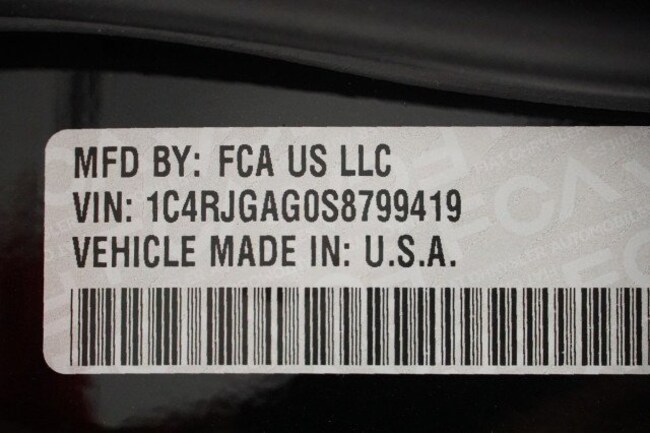 MFD BY: FCA US LLC
VIN: 1C4RJGAG0S8799419
VEHICLE MADE IN: U.S.A.